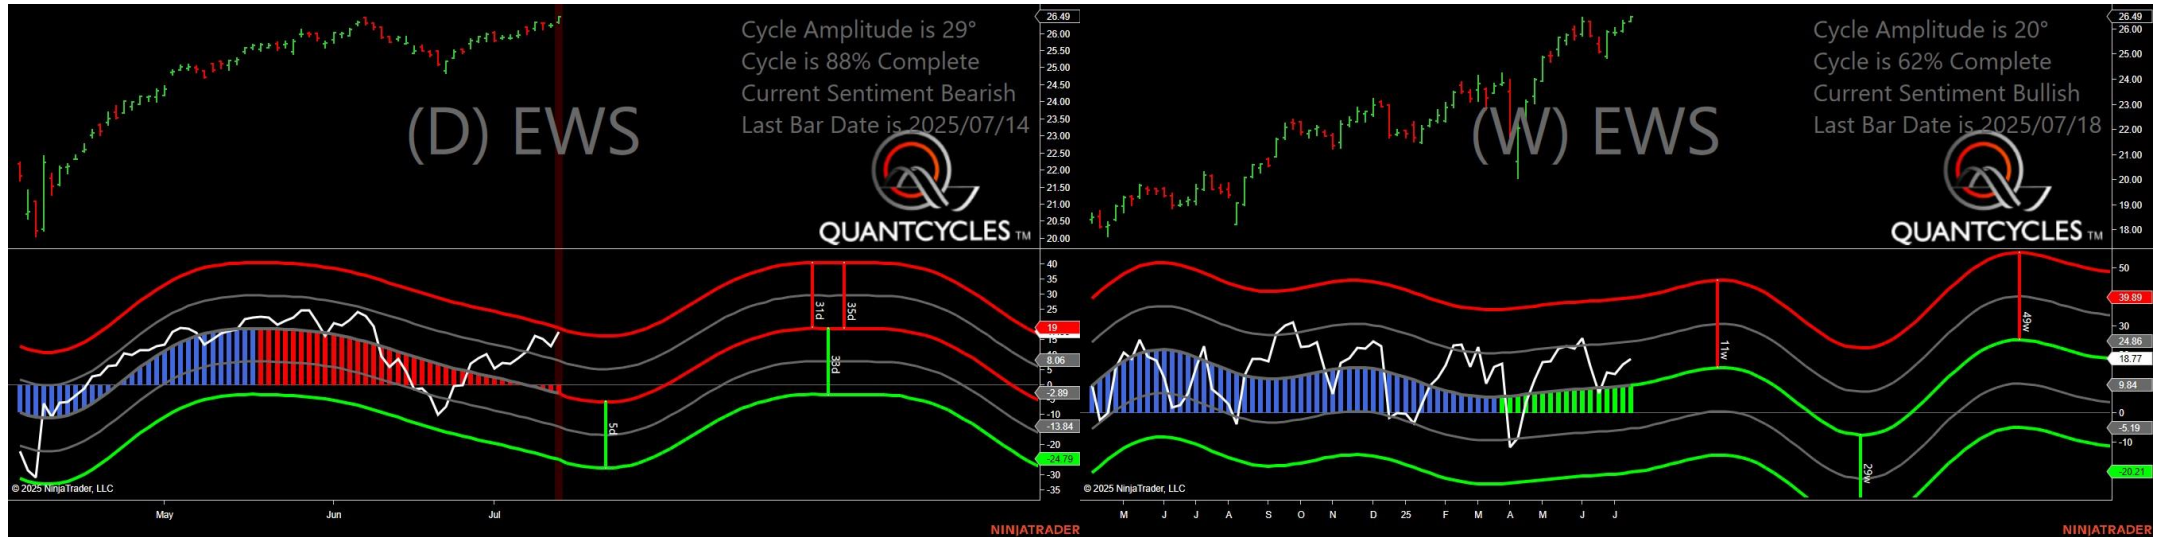 Cycle Amplitude is 29°
Cycle is 88% Complete
Current Sentiment Bearish
Last Bar Date is 2025/07/14
(D) EWS
QUANTCYCLES TM
26.49
26.00
25.50
25.00
24.50
24.00
23.50
23.00
22.50
22.00
21.50
21.00
20.50
20.00
40
35
30
25
19
15
8.06
5
0
-2.89
-5
-10
-13.84
-20
-24.79
-30
-35
31d
35d
33d
5d
© 2025 NinjaTrader, LLC
May
Jun
Jul
NINJATRADER
Cycle Amplitude is 20°
Cycle is 62% Complete
Current Sentiment Bullish
Last Bar Date is 2025/07/18
(W) EWS
QUANTCYCLES TM
26.49
26.00
25.00
24.00
23.00
22.00
21.00
20.00
19.00
18.00
50
39.89
30
24.86
18.77
9.84
0
-5.19
-10
-20.21
11w
29w
49w
© 2025 NinjaTrader, LLC
M J J A S O N D 25 F M A M J J
NINJATRADER